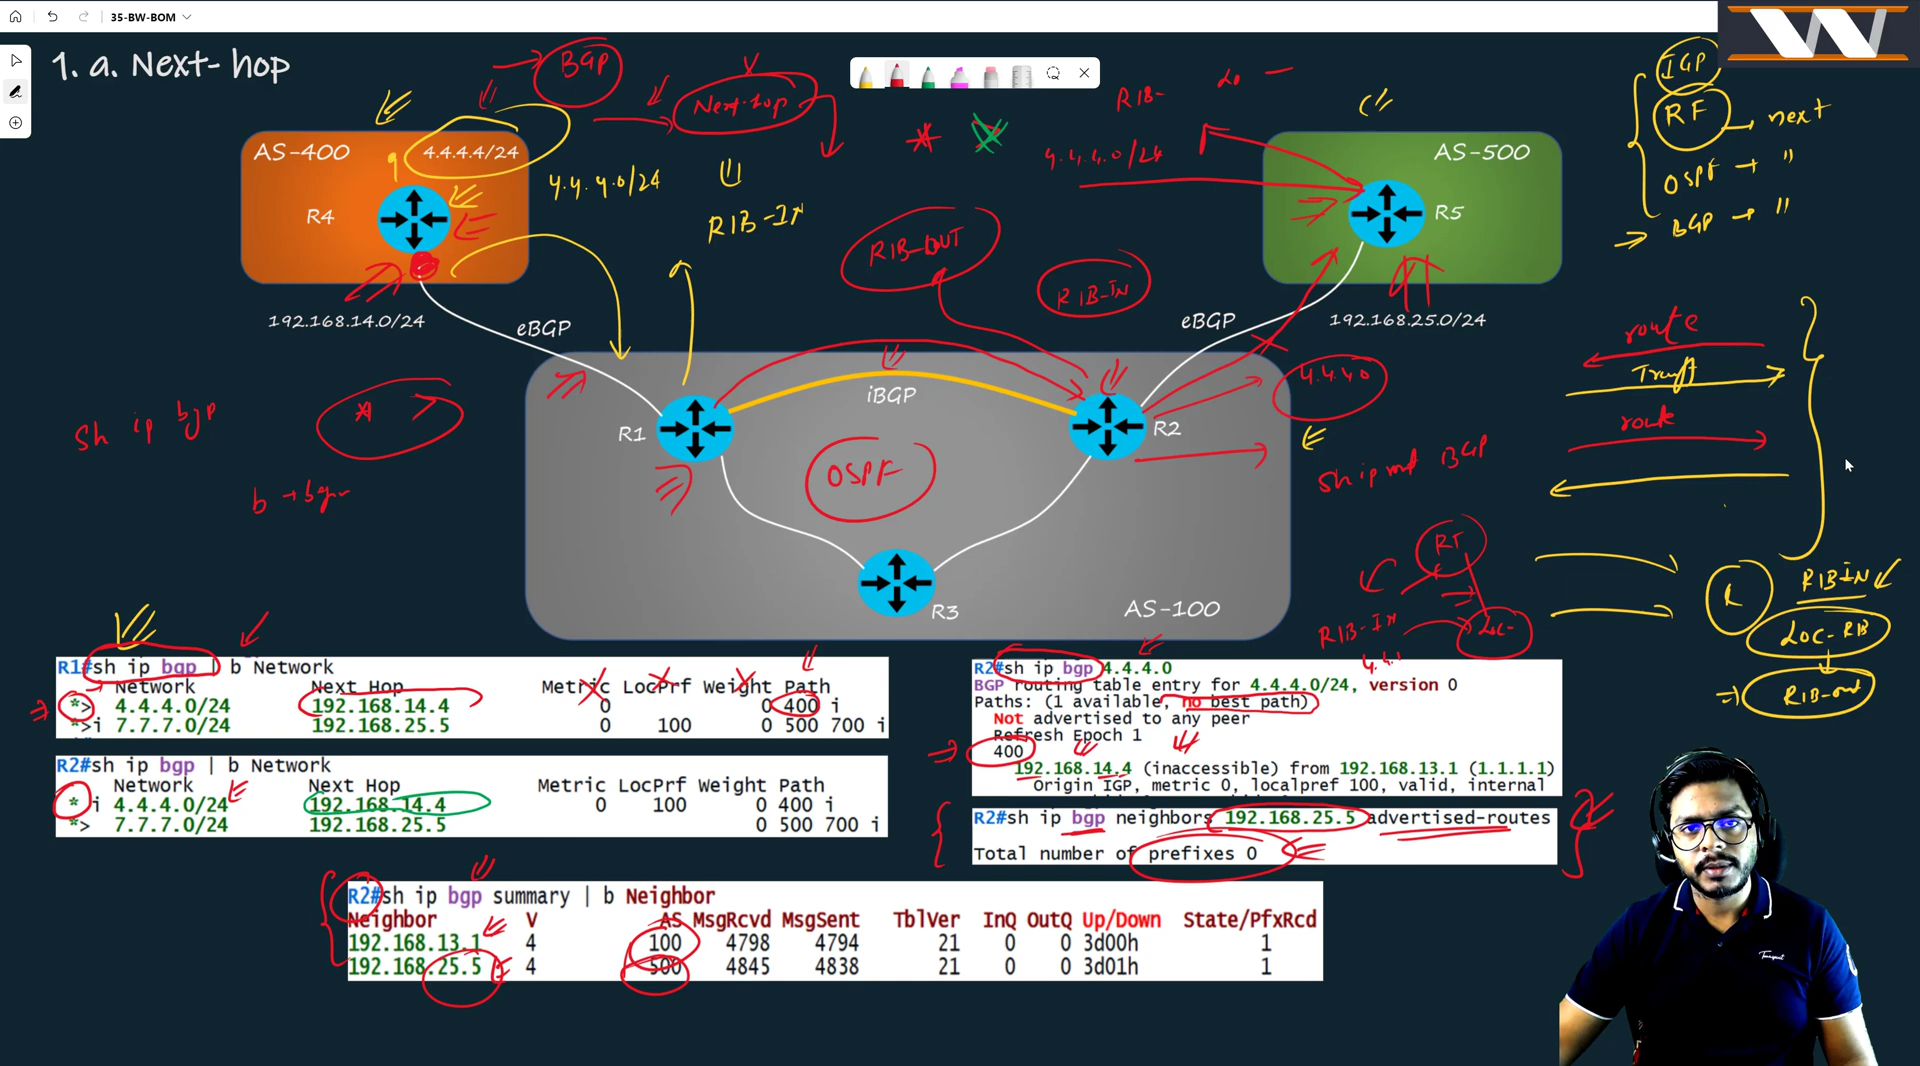 35-BW-BOM
1. a. Next-hop
BGP
Next-hop
AS-400
4.4.4.4/24
R4
192.168.14.0/24
4.4.4.0/24
RIB-IN
eBGP
RIB-
4.4.4.0/24
AS-500
R5
192.168.25.0/24
eBGP
IGP
RF → next
OSPF → "
BGP → "
RIB-OUT
RIB-IN
route
route
4.4.4.0
iBGP
R1
R2
OSPF
R3
AS-100
Sh ip bgp
* >
RT
RIB-IN
Loc-
R
RIB IN
LOC-RIB
RIB-out
R1#sh ip bgp | b Network
Network Next Hop Metric LocPrf Weight Path
*> 4.4.4.0/24 192.168.14.4 0 0 400 i
*>i 7.7.7.0/24 192.168.25.5 0 100 0 500 700 i
R2#sh ip bgp | b Network
Network Next Hop Metric LocPrf Weight Path
* i 4.4.4.0/24 192.168.14.4 0 100 0 400 i
*> 7.7.7.0/24 192.168.25.5 0 500 700 i
R2#sh ip bgp 4.4.4.0
BGP routing table entry for 4.4.4.0/24, version 0
Paths: (1 available, no best path)
Not advertised to any peer
Refresh Epoch 1
400
192.168.14.4 (inaccessible) from 192.168.13.1 (1.1.1.1)
Origin IGP, metric 0, localpref 100, valid, internal
R2#sh ip bgp neighbors 192.168.25.5 advertised-routes
Total number of prefixes 0
R2#sh ip bgp summary | b Neighbor
Neighbor V AS MsgRcvd MsgSent TblVer InQ OutQ Up/Down State/PfxRcd
192.168.13.1 4 100 4798 4794 21 0 0 3d00h 1
192.168.25.5 4 500 4845 4838 21 0 0 3d01h 1